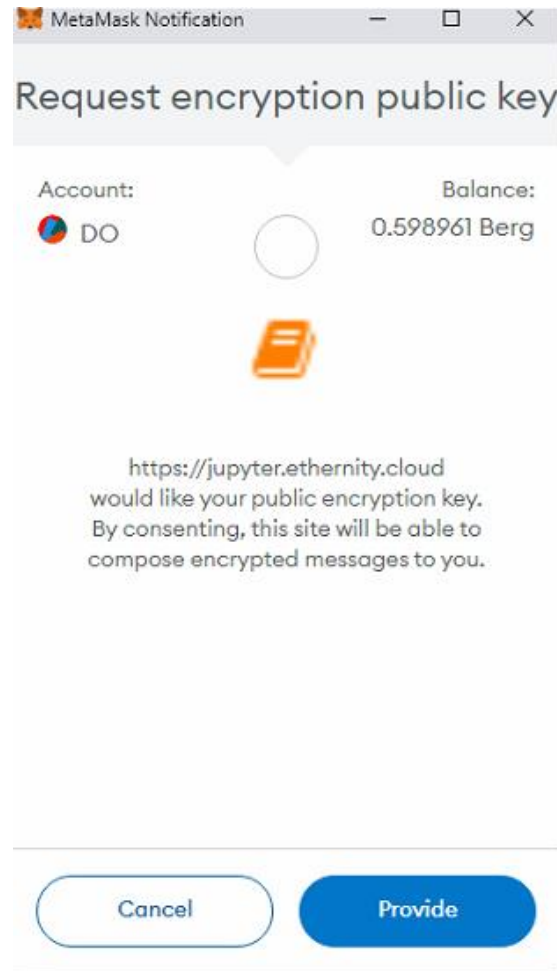 MetaMask Notification
Request encryption public key
Account:
Balance:
DO
0.598961 Berg
https://jupyter.ethernity.cloud
would like your public encryption key.
By consenting, this site will be able to
compose encrypted messages to you.
Cancel
Provide